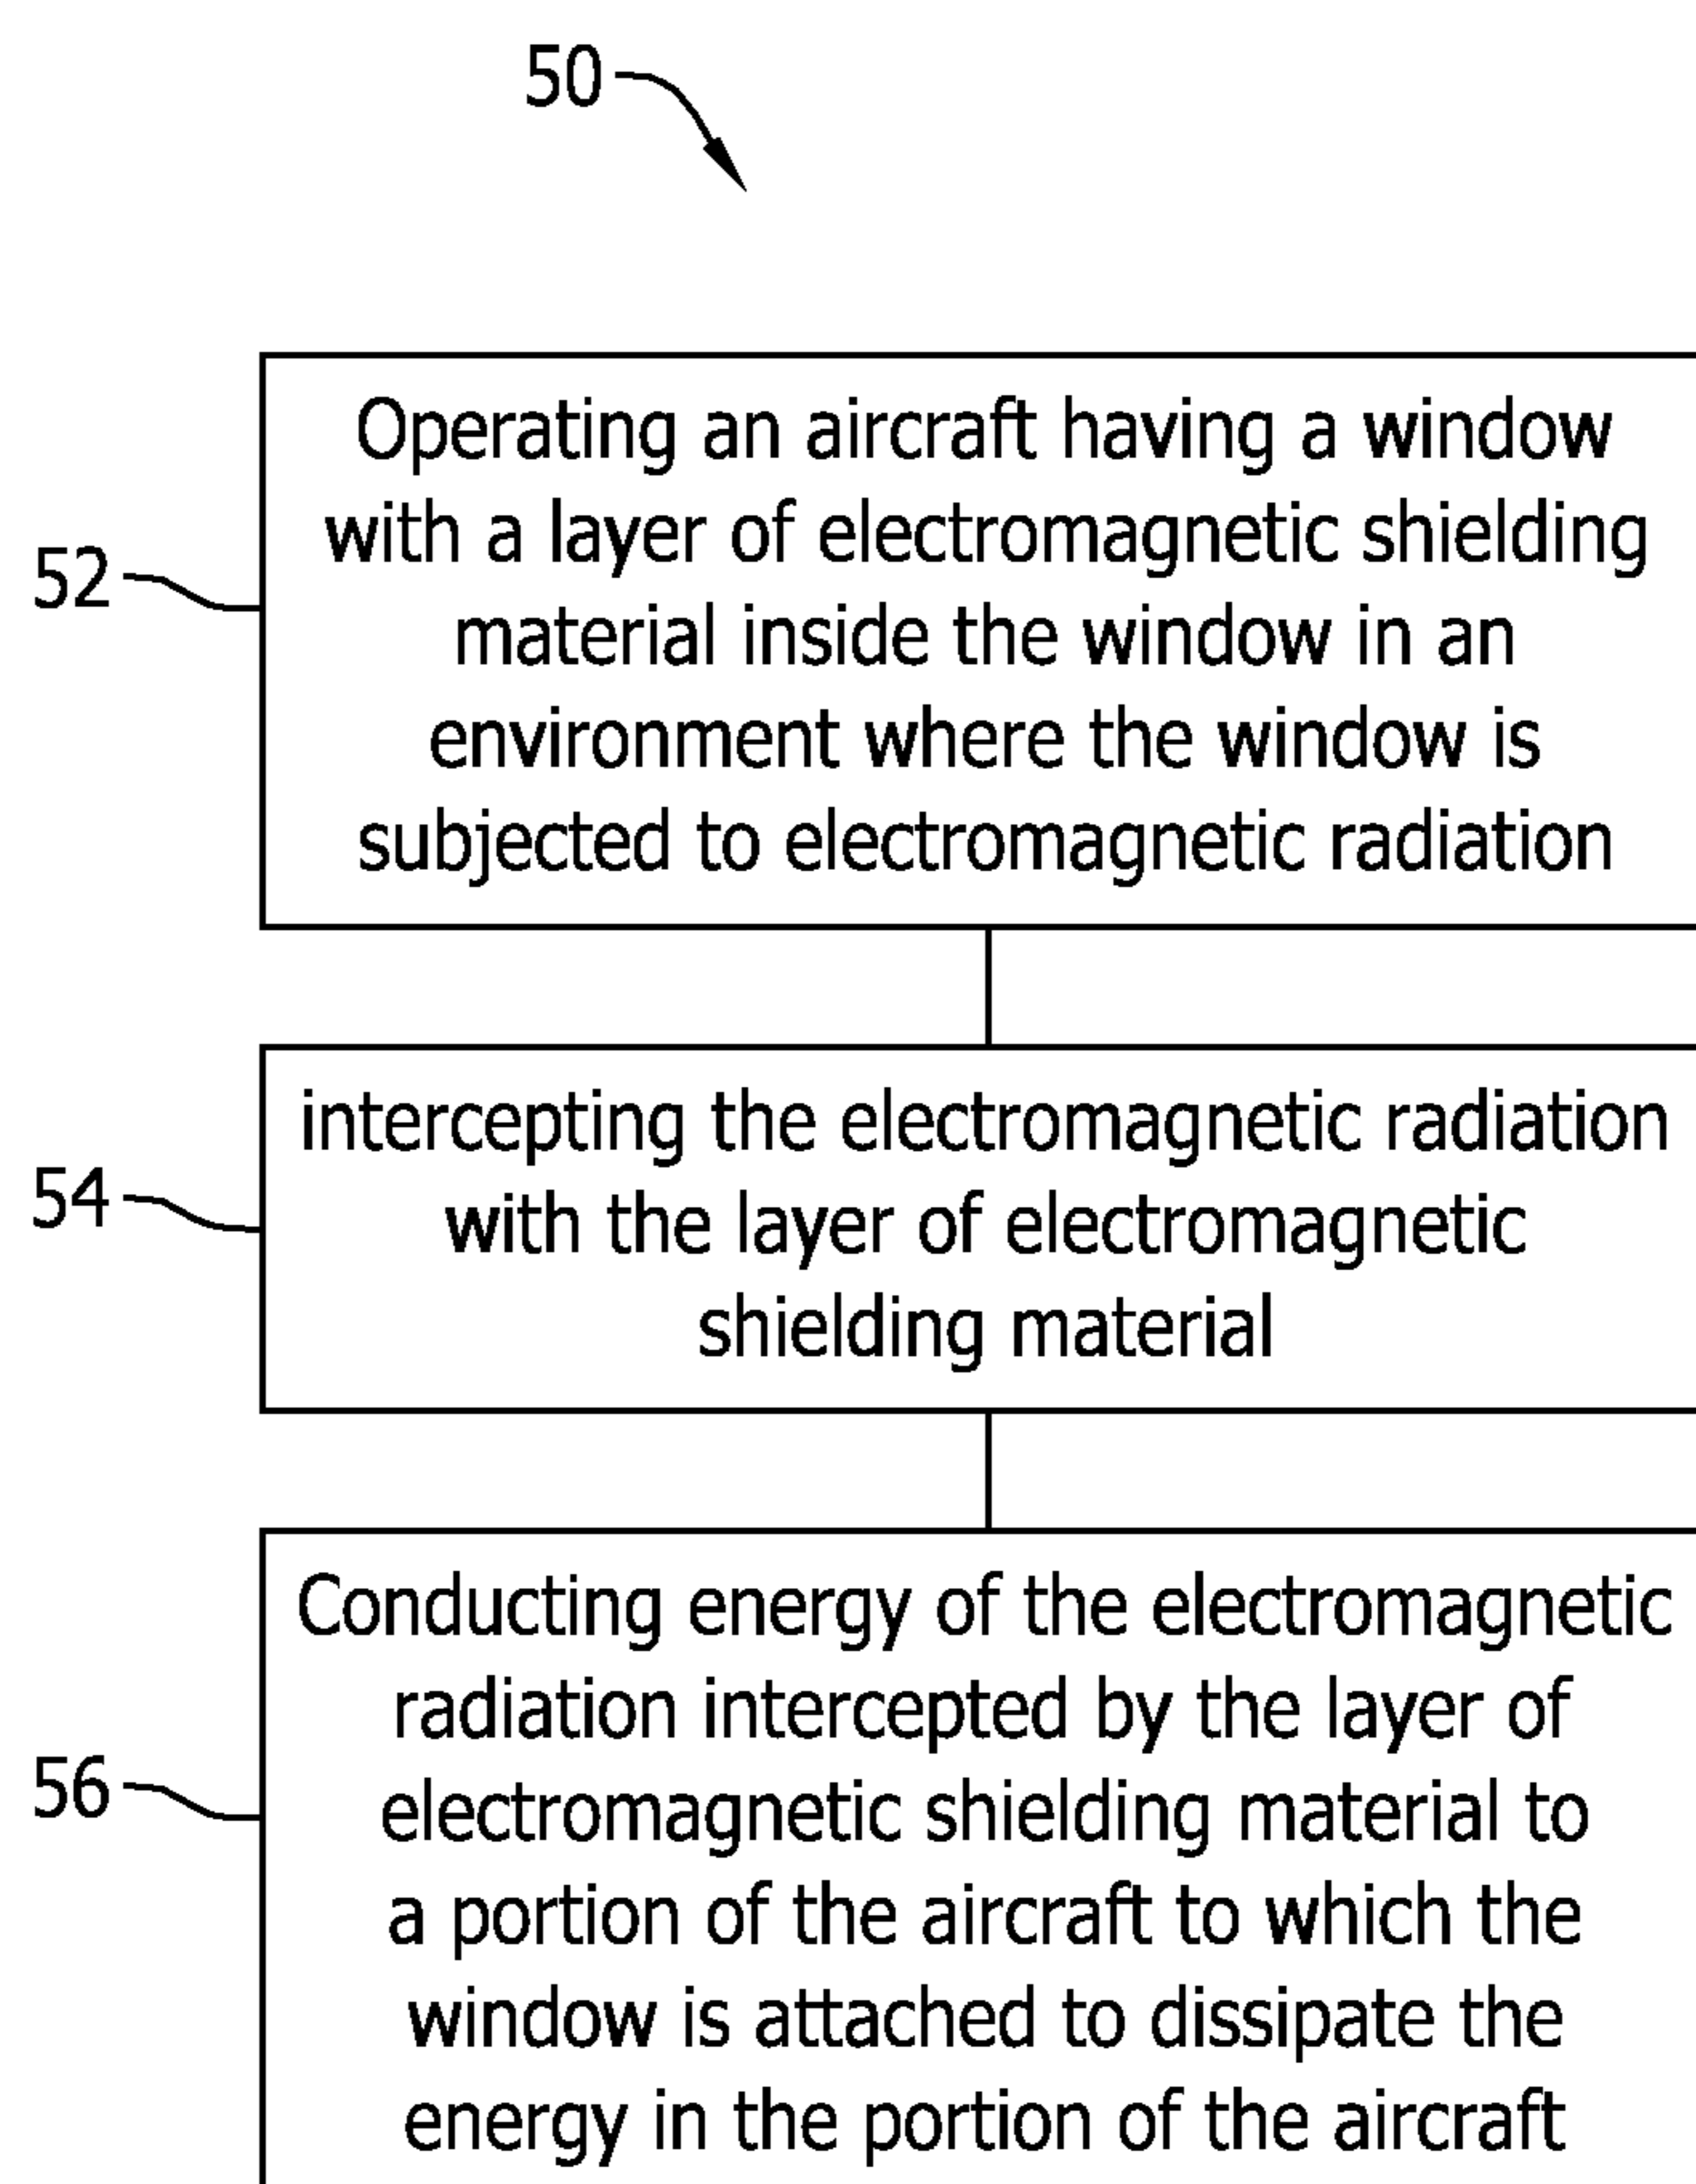 50
52
Operating an aircraft having a window
with a layer of electromagnetic shielding
material inside the window in an
environment where the window is
subjected to electromagnetic radiation
54
intercepting the electromagnetic radiation
with the layer of electromagnetic
shielding material
56
Conducting energy of the electromagnetic
radiation intercepted by the layer of
electromagnetic shielding material to
a portion of the aircraft to which the
window is attached to dissipate the
energy in the portion of the aircraft